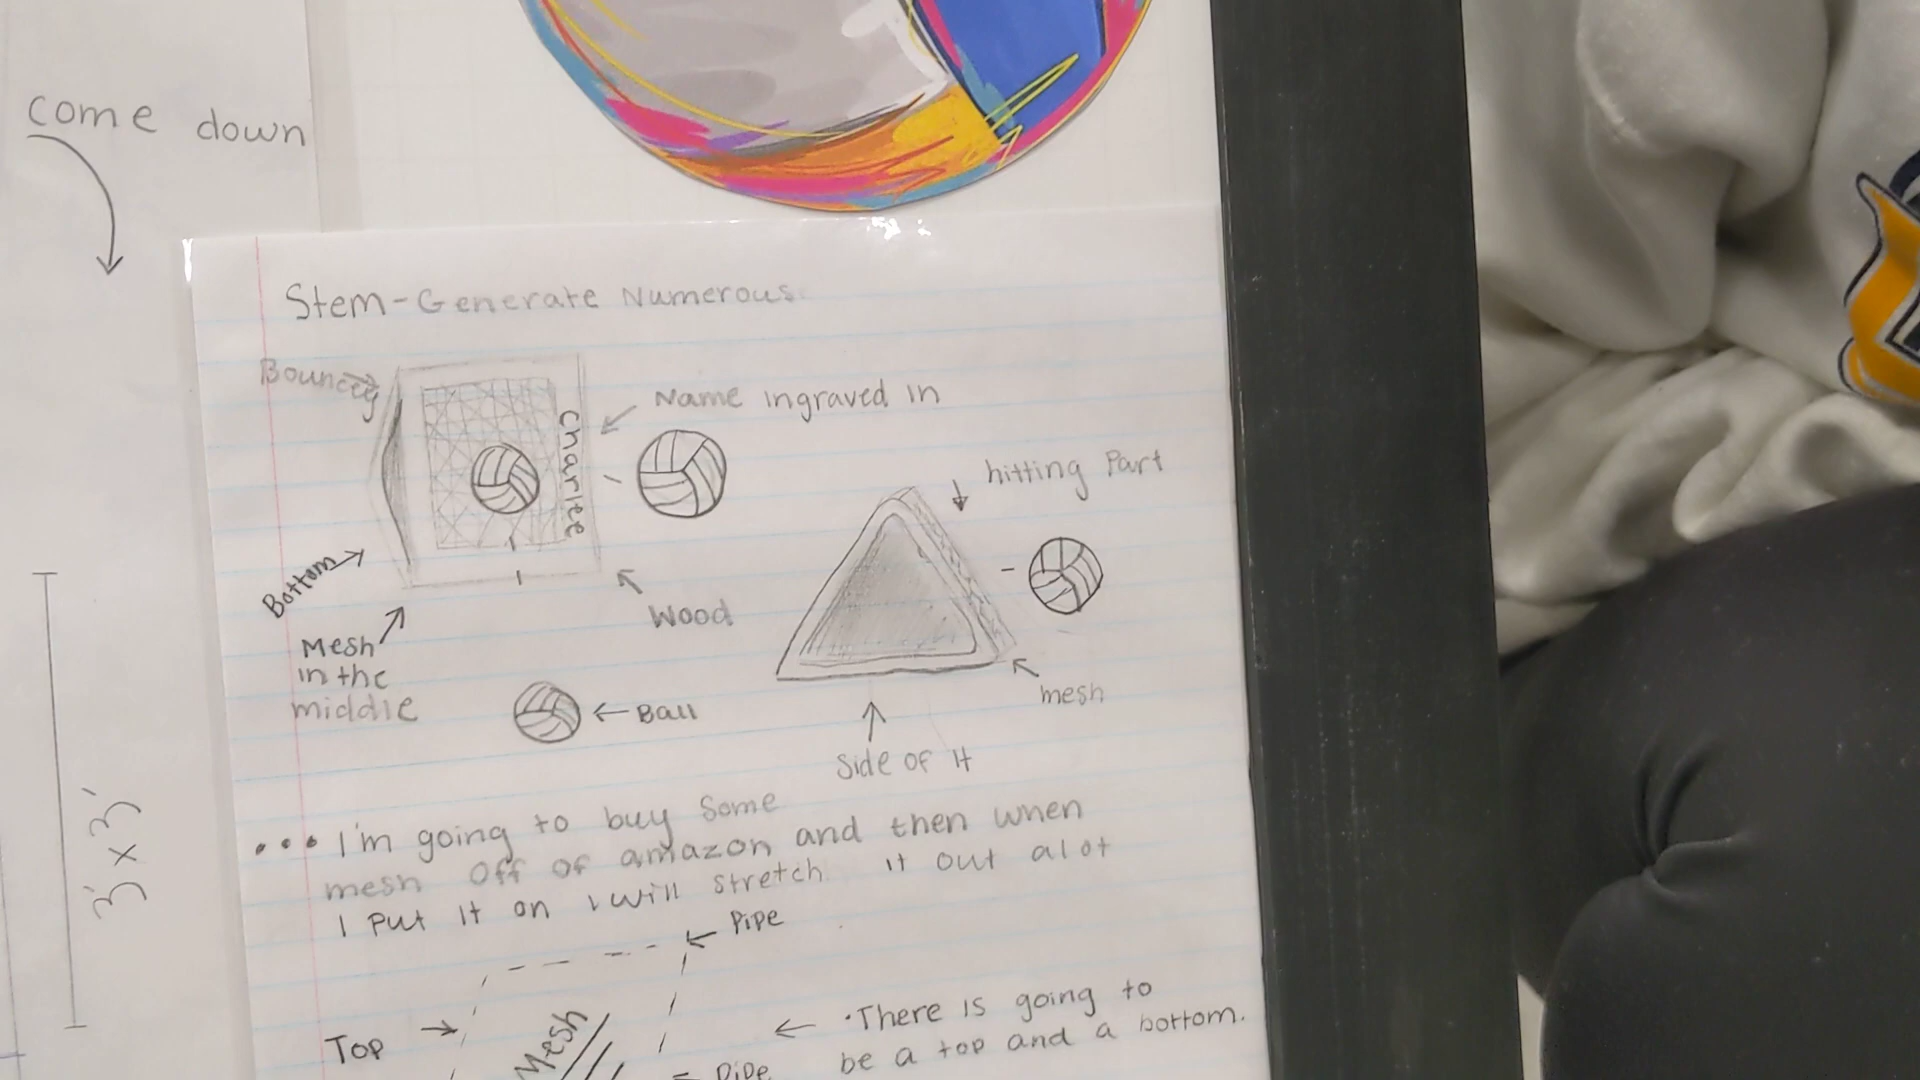 come down
Stem-Generate Numerous
Bouncey
Name ingraved in
Charlee
hitting Part
Bottom
Wood
Mesh
in the
middle
mesh
Ball
Side of It
3' x 3'
... I'm going to buy some
mesh Off of amazon and then when
I put It on I will stretch It out alot
Pipe
Top
Mesh
Pipe
·There is going to
be a top and a bottom.